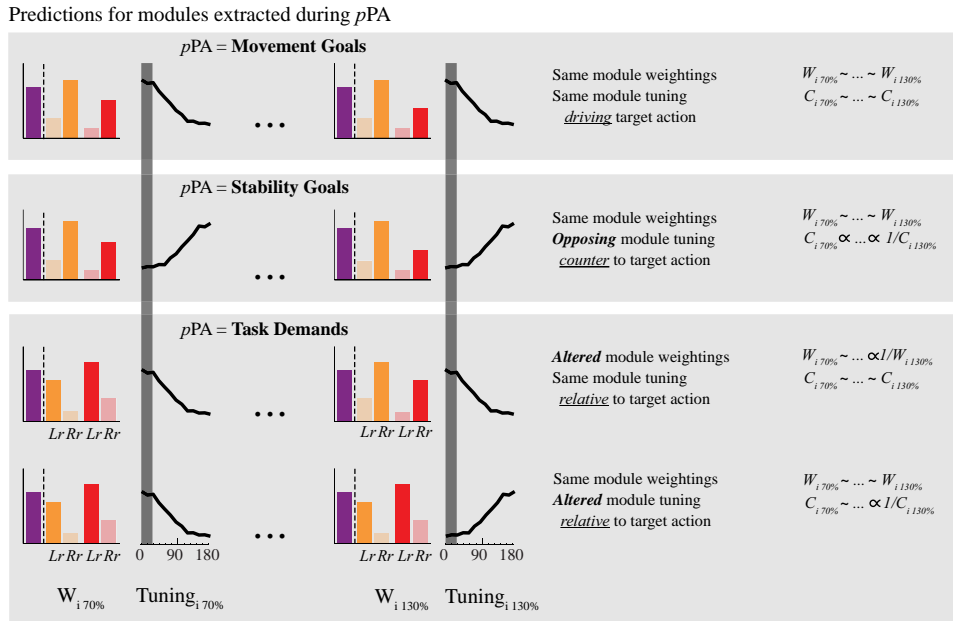 Predictions for modules extracted during pPA
pPA = Movement Goals
Same module weightings
Same module tuning
driving target action
W i 70% ~ ... ~ W i 130%
C i 70% ~ ... ~ C i 130%
• • •
pPA = Stability Goals
Same module weightings
Opposing module tuning
counter to target action
W i 70% ~ ... ~ W i 130%
C i 70% ∝ ... ∝ 1/C i 130%
• • •
pPA = Task Demands
Altered module weightings
Same module tuning
relative to target action
W i 70% ~ ... ∝1/W i 130%
C i 70% ~ ... ~ C i 130%
• • •
Lr Rr Lr Rr
Lr Rr Lr Rr
Same module weightings
Altered module tuning
relative to target action
W i 70% ~ ... ~ W i 130%
C i 70% ~ ... ∝ 1/C i 130%
• • •
Lr Rr Lr Rr
0 90 180
Lr Rr Lr Rr
0 90 180
W i 70%
Tuning i 70%
W i 130%
Tuning i 130%